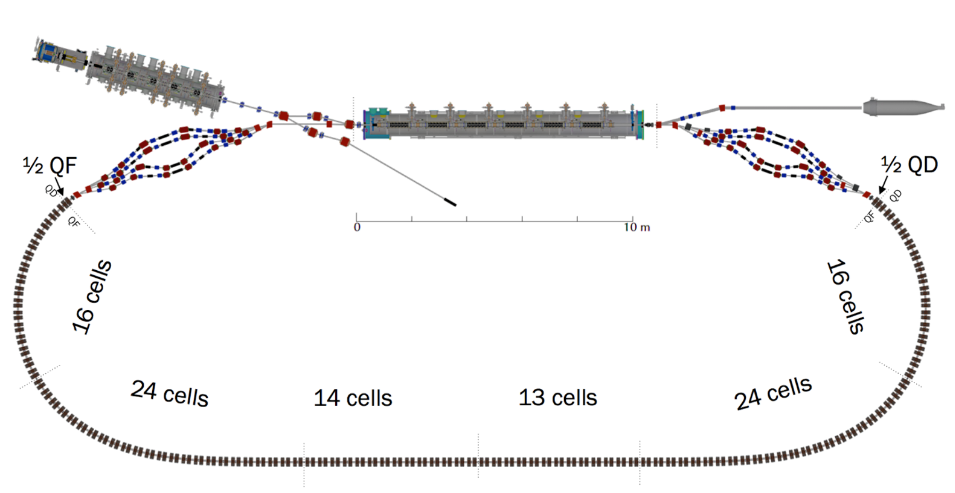 ½ QF
½ QD
QD
QD
QF
QF
0
10 m
16 cells
16 cells
24 cells
14 cells
13 cells
24 cells